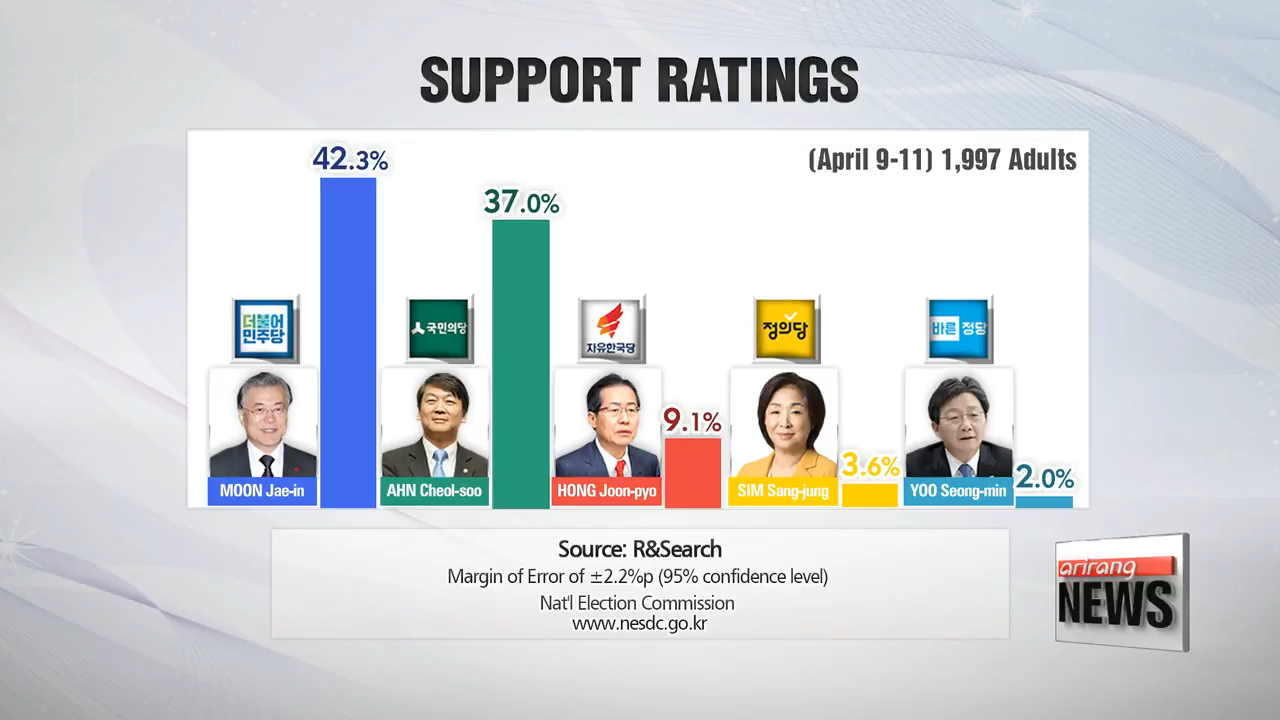 SUPPORT RATINGS
(April 9-11) 1,997 Adults
42.3%
37.0%
9.1%
3.6%
2.0%
더불어
민주당
국민의당
자유한국당
정의당
바른정당
MOON Jae-in
AHN Cheol-soo
HONG Joon-pyo
SIM Sang-jung
YOO Seong-min
Source: R&Search
Margin of Error of ±2.2%p (95% confidence level)
Nat'l Election Commission
www.nesdc.go.kr
arirang
NEWS